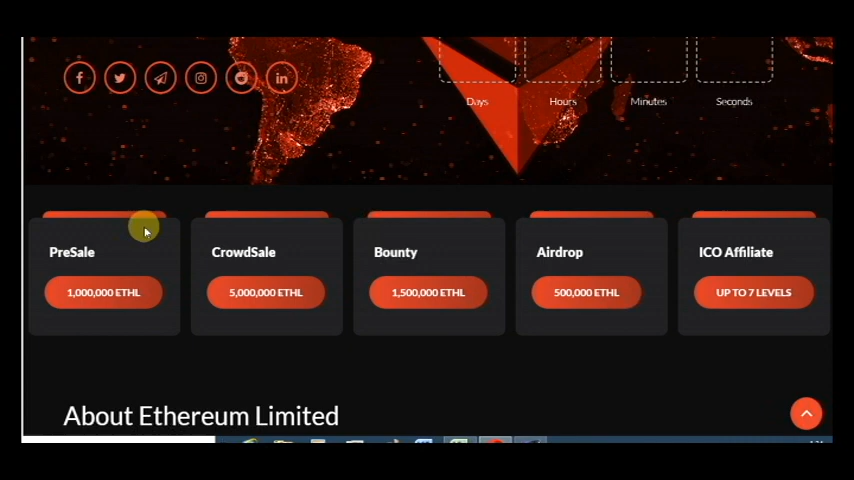 Days Hours Minutes Seconds
PreSale CrowdSale Bounty Airdrop ICO Affiliate
1,000,000 ETHL 5,000,000 ETHL 1,500,000 ETHL 500,000 ETHL UP TO 7 LEVELS
About Ethereum Limited